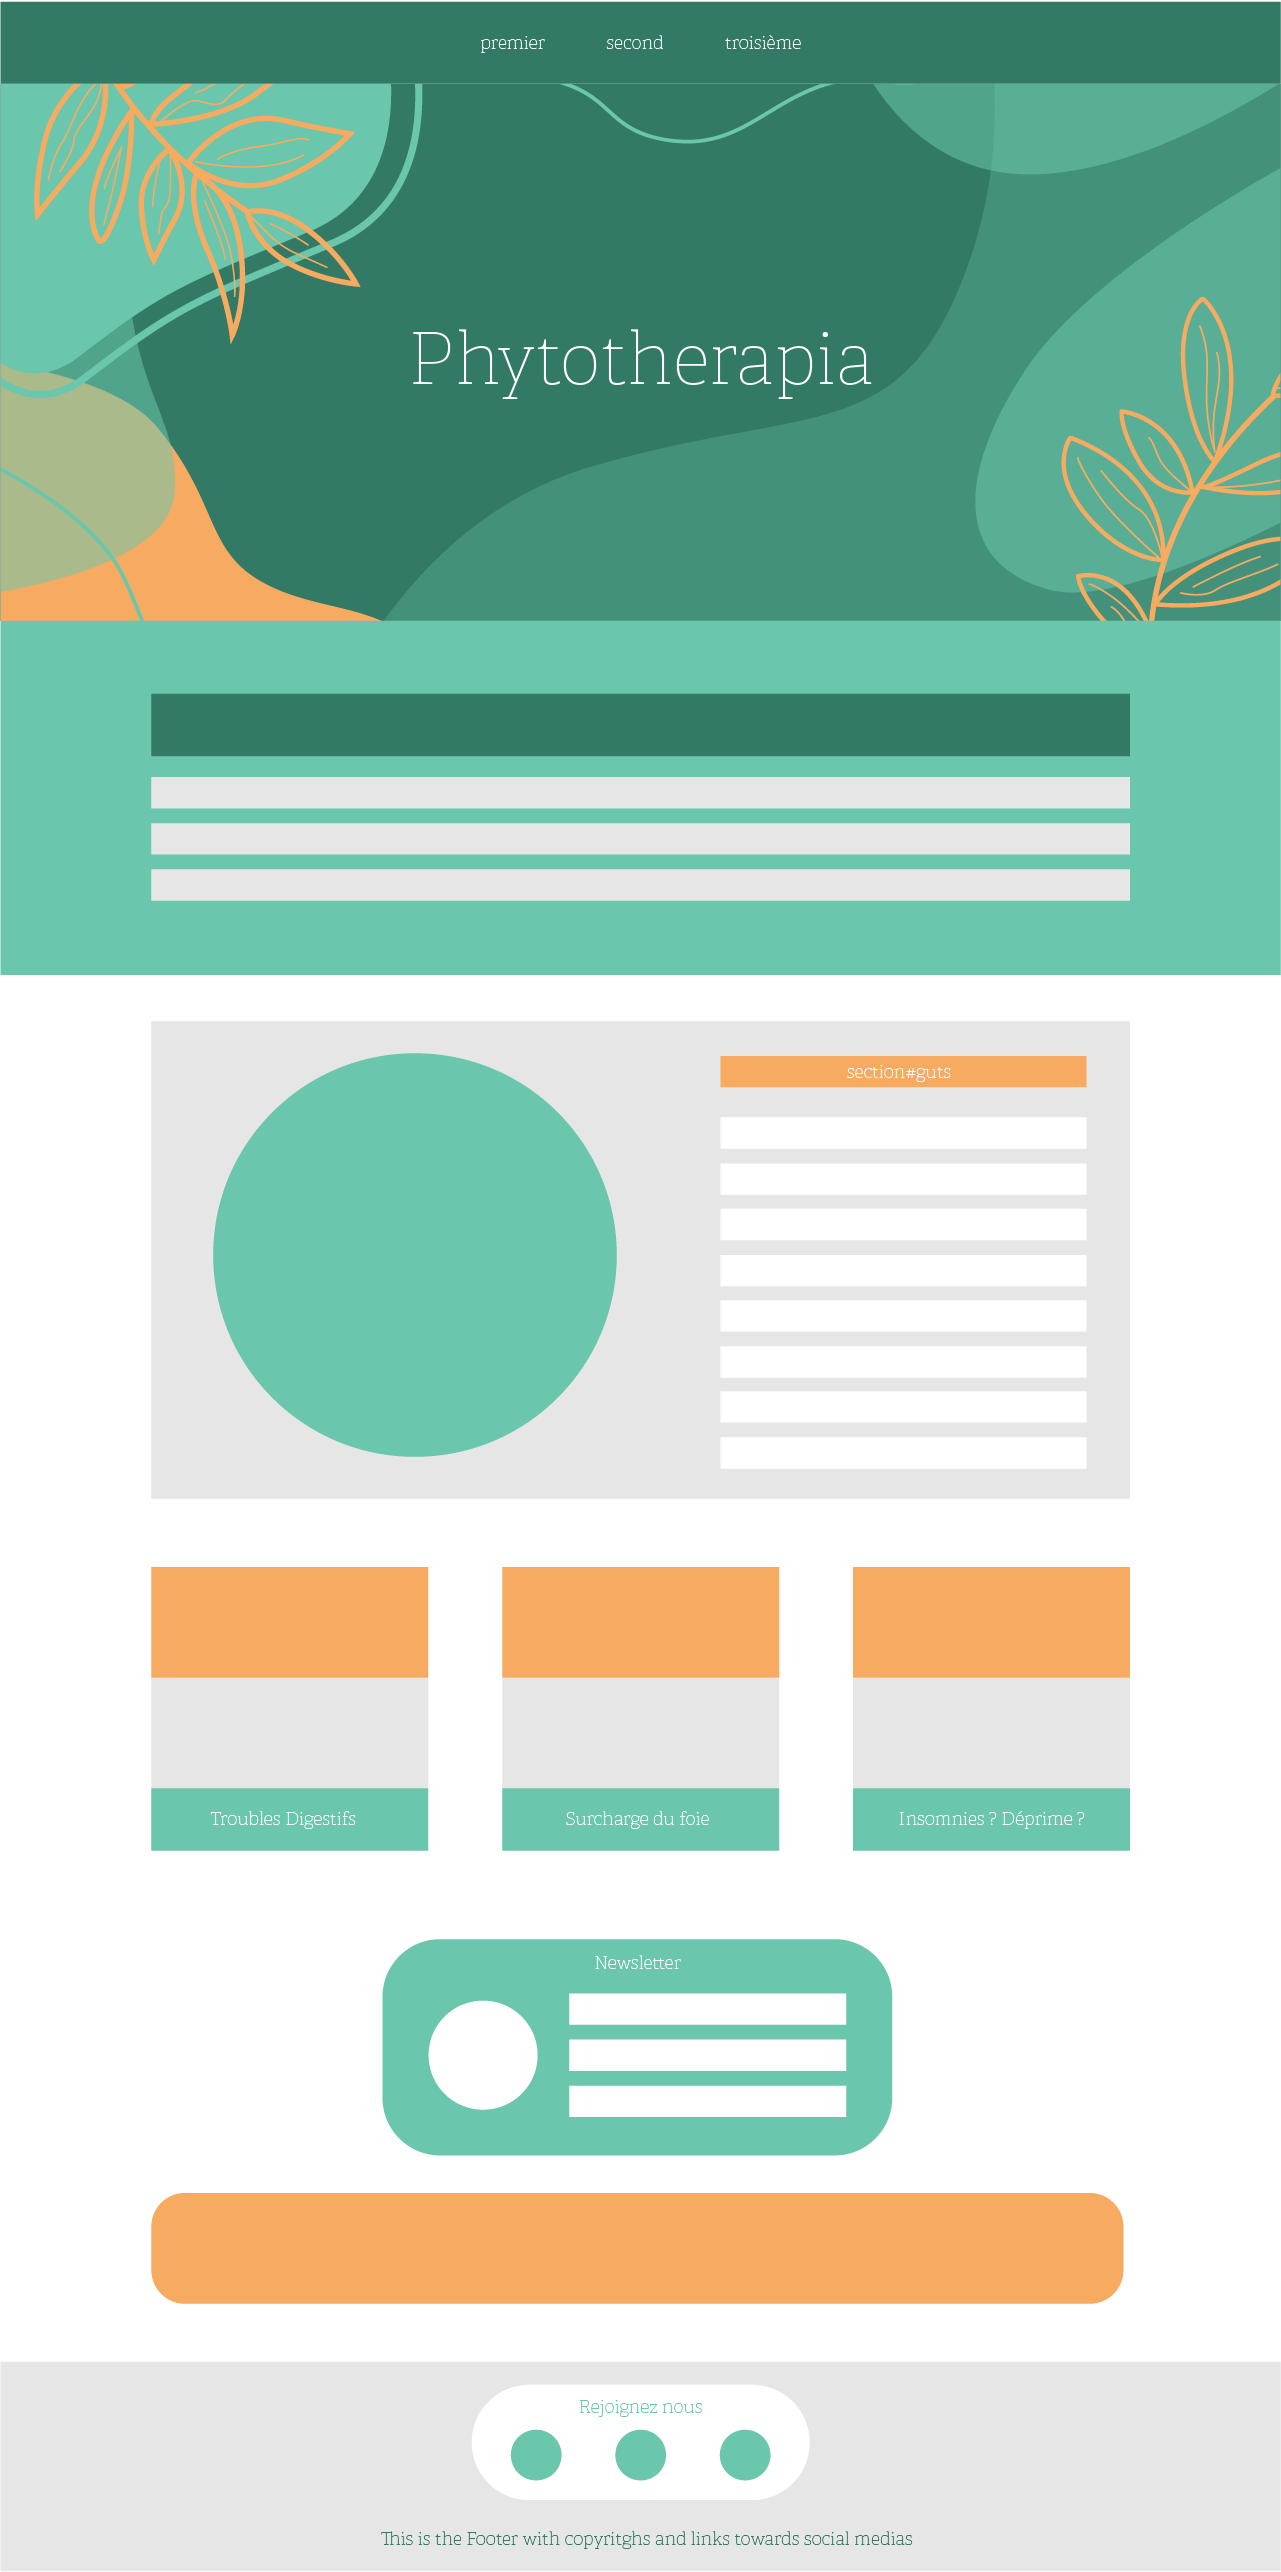 premier second troisième
Phytotherapia
section#guts
Troubles Digestifs
Surcharge du foie
Insomnies ? Déprime ?
Newsletter
Rejoignez nous
This is the Footer with copyritghs and links towards social medias